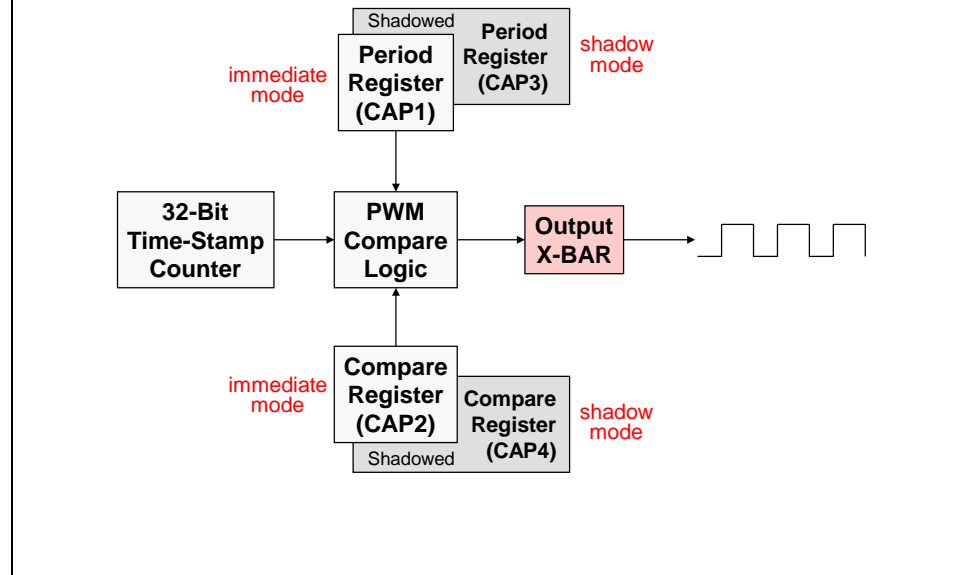 Shadowed
Period
Register
(CAP3)
shadow
mode
immediate
mode
Period
Register
(CAP1)
32-Bit
Time-Stamp
Counter
PWM
Compare
Logic
Output
X-BAR
immediate
mode
Compare
Register
(CAP2)
Compare
Register
(CAP4)
Shadowed
shadow
mode